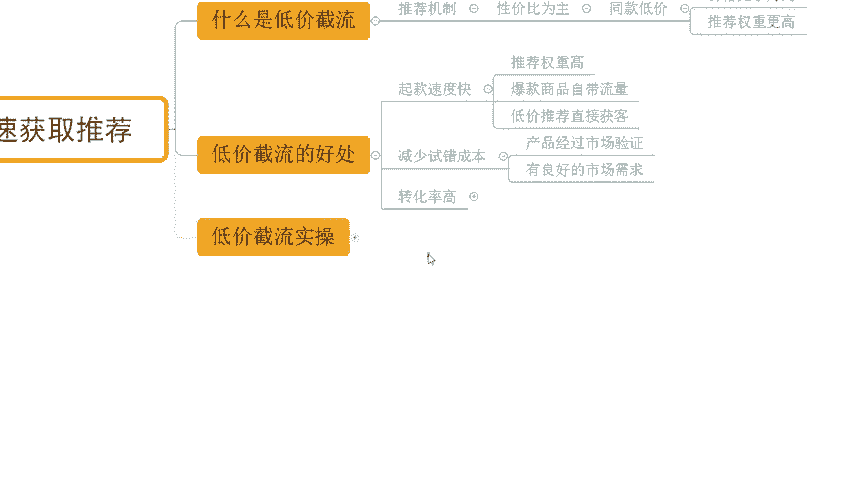 什么是低价截流
推荐机制
性价比为主
同款低价
推荐权重更高
速获取推荐
低价截流的好处
起款速度快
推荐权重高
爆款商品自带流量
低价推荐直接获客
减少试错成本
产品经过市场验证
有良好的市场需求
转化率高
低价截流实操